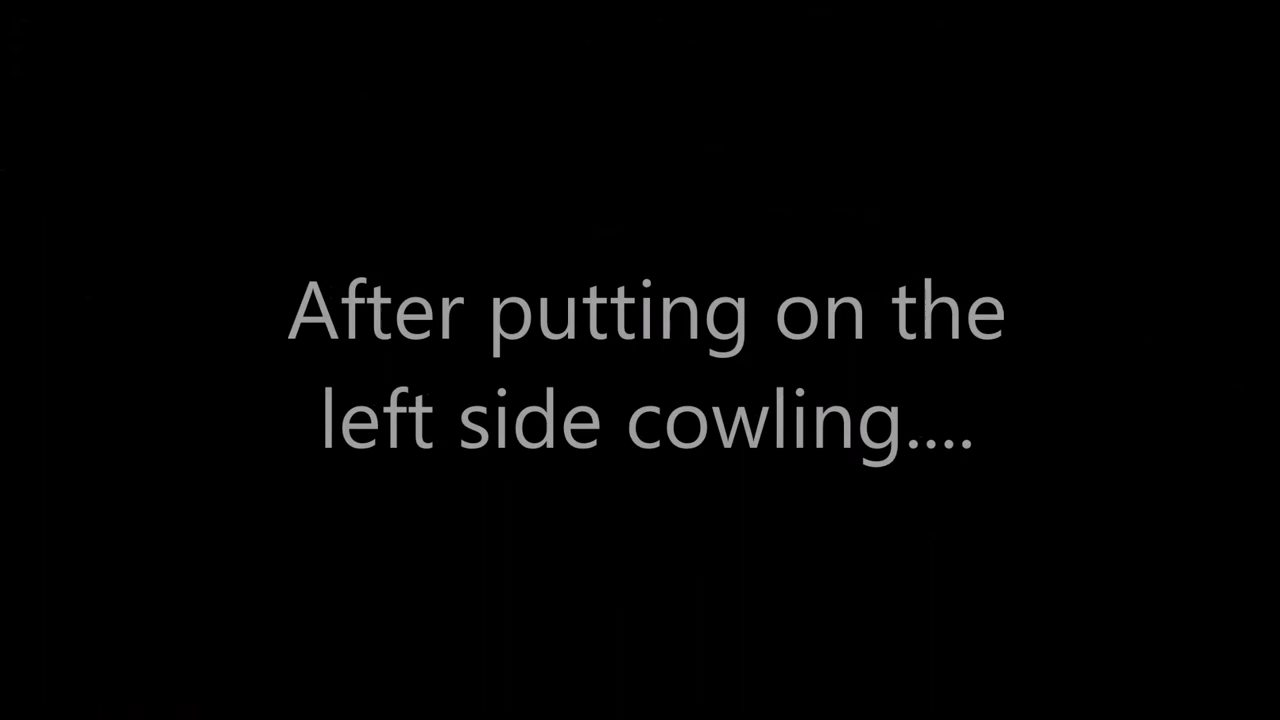 After putting on the
left side cowling....